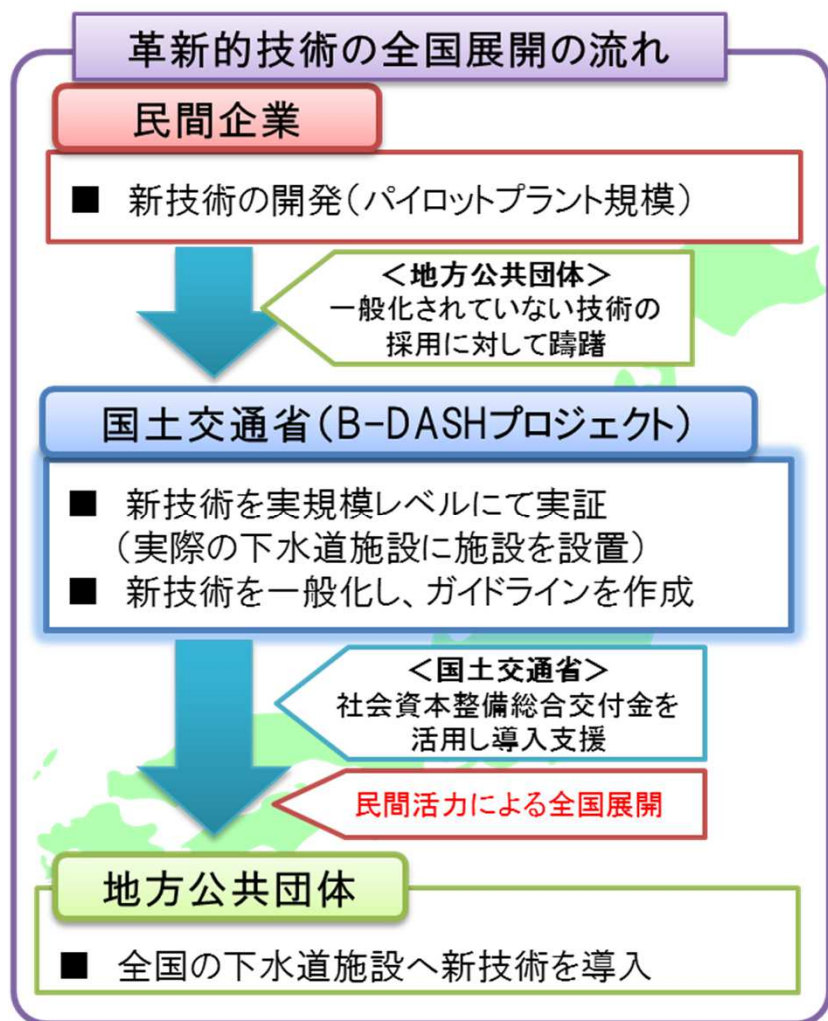 革新的技術の全国展開の流れ
民間企業
■ 新技術の開発（パイロットプラント規模）
＜地方公共団体＞
一般化されていない技術の
採用に対して躊躇
国土交通省（B-DASHプロジェクト）
■ 新技術を実規模レベルにて実証
（実際の下水道施設に施設を設置）
■ 新技術を一般化し、ガイドラインを作成
＜国土交通省＞
社会資本整備総合交付金を
活用し導入支援
民間活力による全国展開
地方公共団体
■ 全国の下水道施設へ新技術を導入